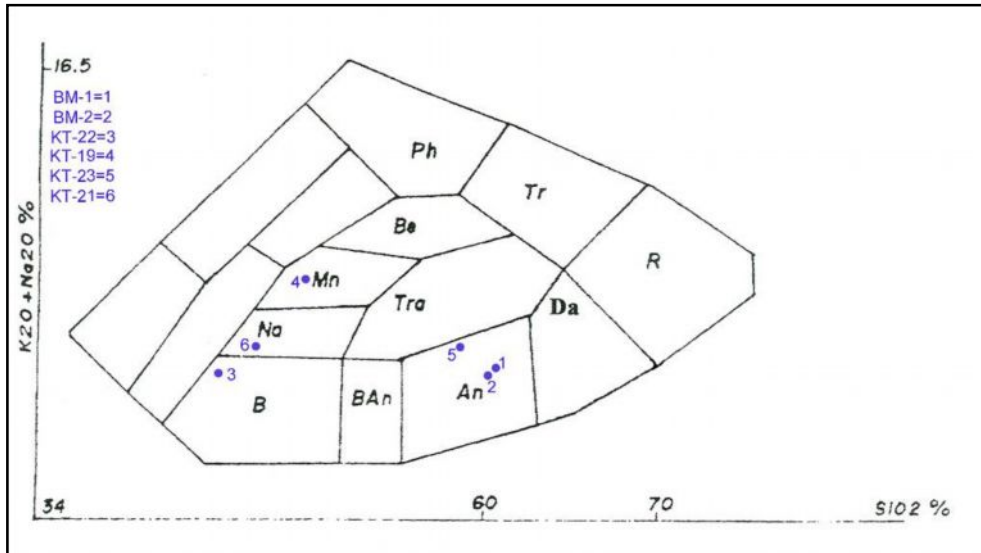 16.5
BM-1=1
BM-2=2
KT-22=3
KT-19=4
KT-23=5
KT-21=6
K2O+Na2O %
Ph
Tr
Be
R
4 Mn
Tra
Da
Na
6
5
1
3
2
An
B
BAn
34
60
70
SIO2 %